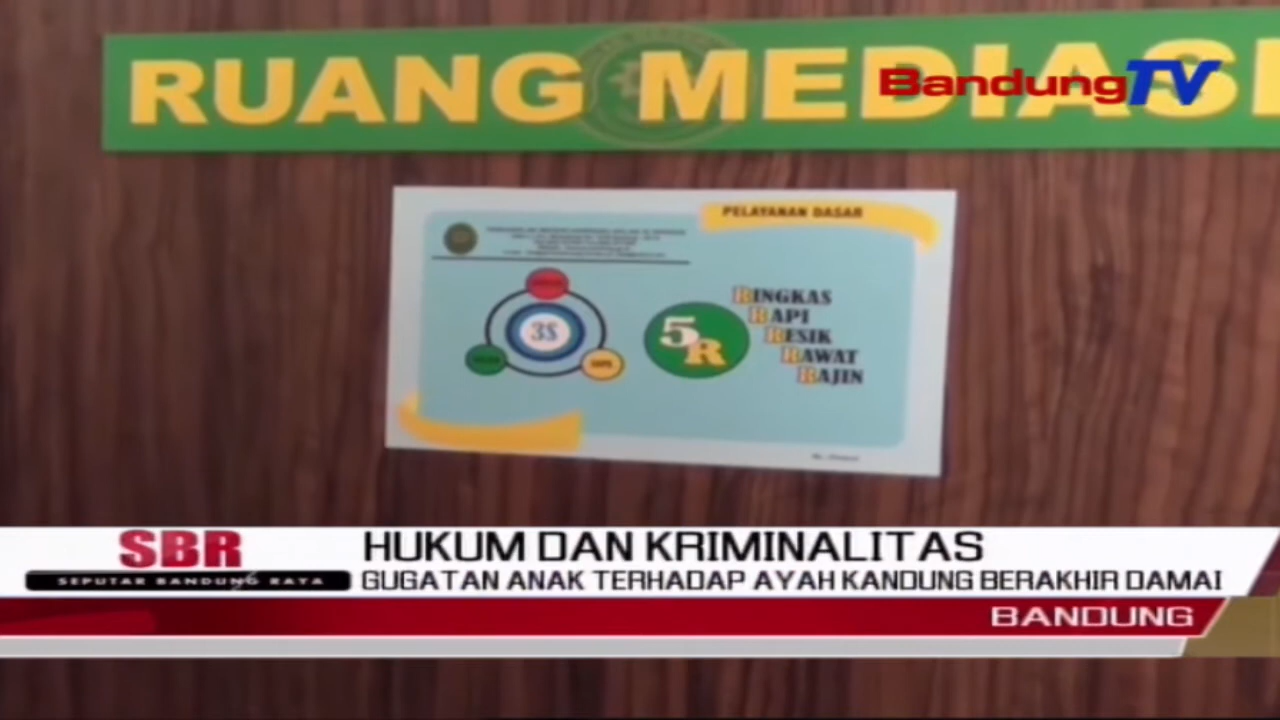 RUANG MEDIASI
BandungTV
PELAYANAN DASAR
3S
5R
RINGKAS
RAPI
RESIK
RAWAT
RAJIN
SBR
SEPUTAR BANDUNG RAYA
HUKUM DAN KRIMINALITAS
GUGATAN ANAK TERHADAP AYAH KANDUNG BERAKHIR DAMAI
BANDUNG